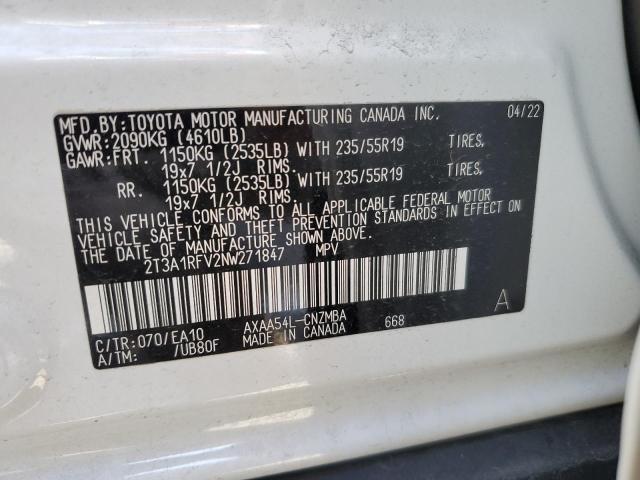 MFD.BY:TOYOTA MOTOR MANUFACTURING CANADA INC. 04/22
GVWR:2090KG (4610LB)
GAWR:FRT. 1150KG (2535LB) WITH 235/55R19 TIRES,
19x7 1/2J RIMS.
RR. 1150KG (2535LB) WITH 235/55R19 TIRES,
19x7 1/2J RIMS.
THIS VEHICLE CONFORMS TO ALL APPLICABLE FEDERAL MOTOR
VEHICLE SAFETY AND THEFT PREVENTION STANDARDS IN EFFECT ON
THE DATE OF MANUFACTURE SHOWN ABOVE.
2T3A1RFV2NW271847 MPV
A
C/TR:070/EA10 AXAA54L-CNZMBA 668
A/TM: /UB80F MADE IN CANADA